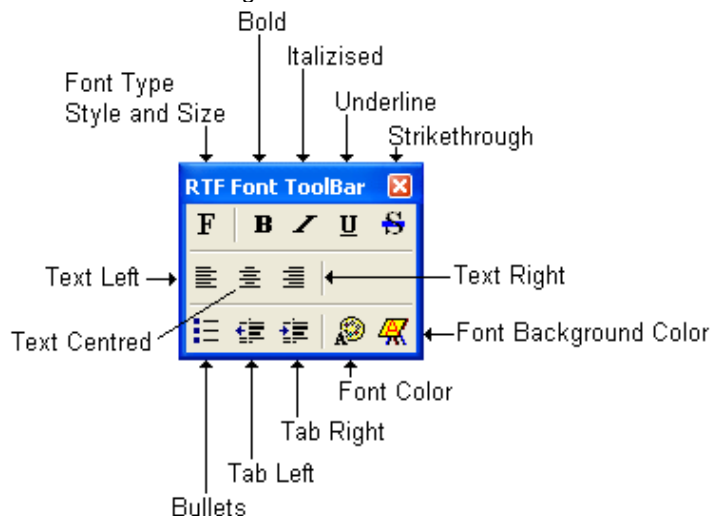 Bold
Italizised
Font Type
Style and Size
Underline
Strikethrough
RTF Font ToolBar
F B I U S
Text Left
Text Right
Text Centred
Font Background Color
Font Color
Tab Right
Tab Left
Bullets